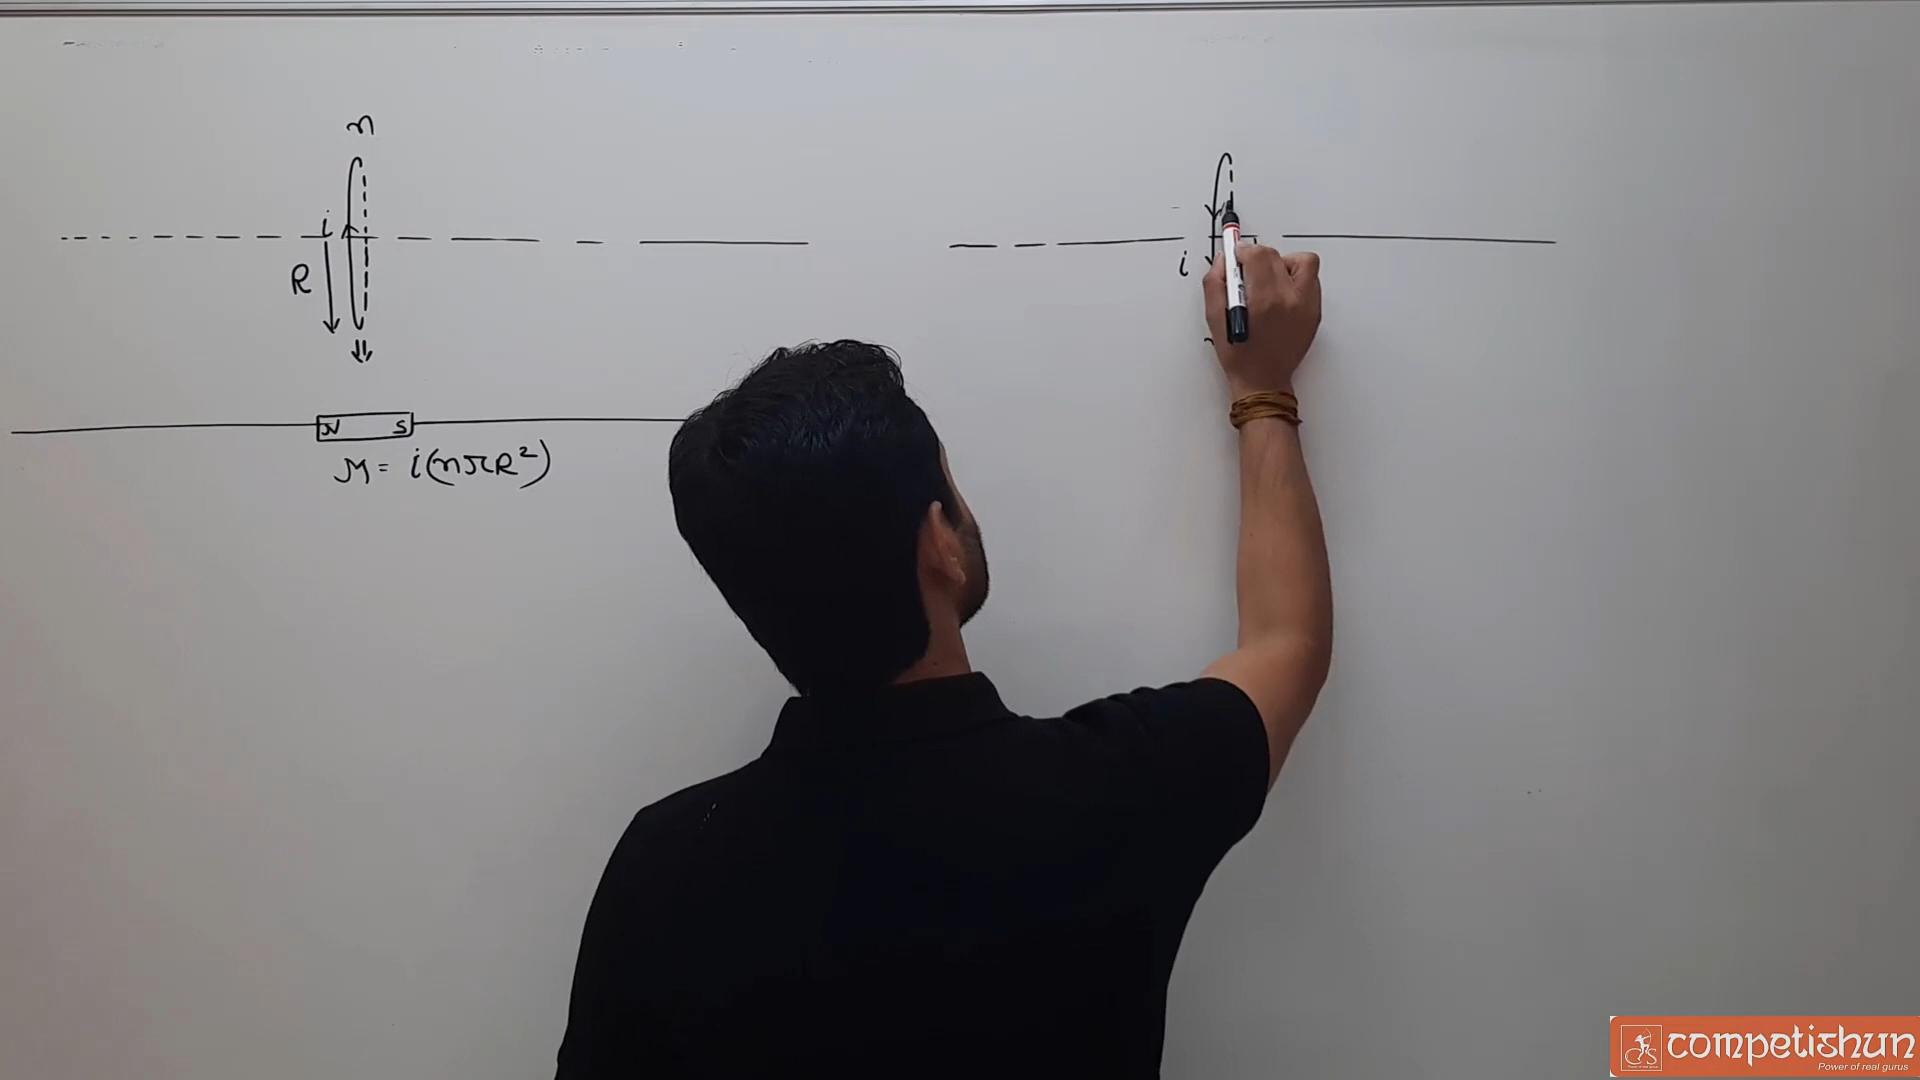 n
i
R
N S
M = i(nπR²)
i
competishun
Power of real gurus